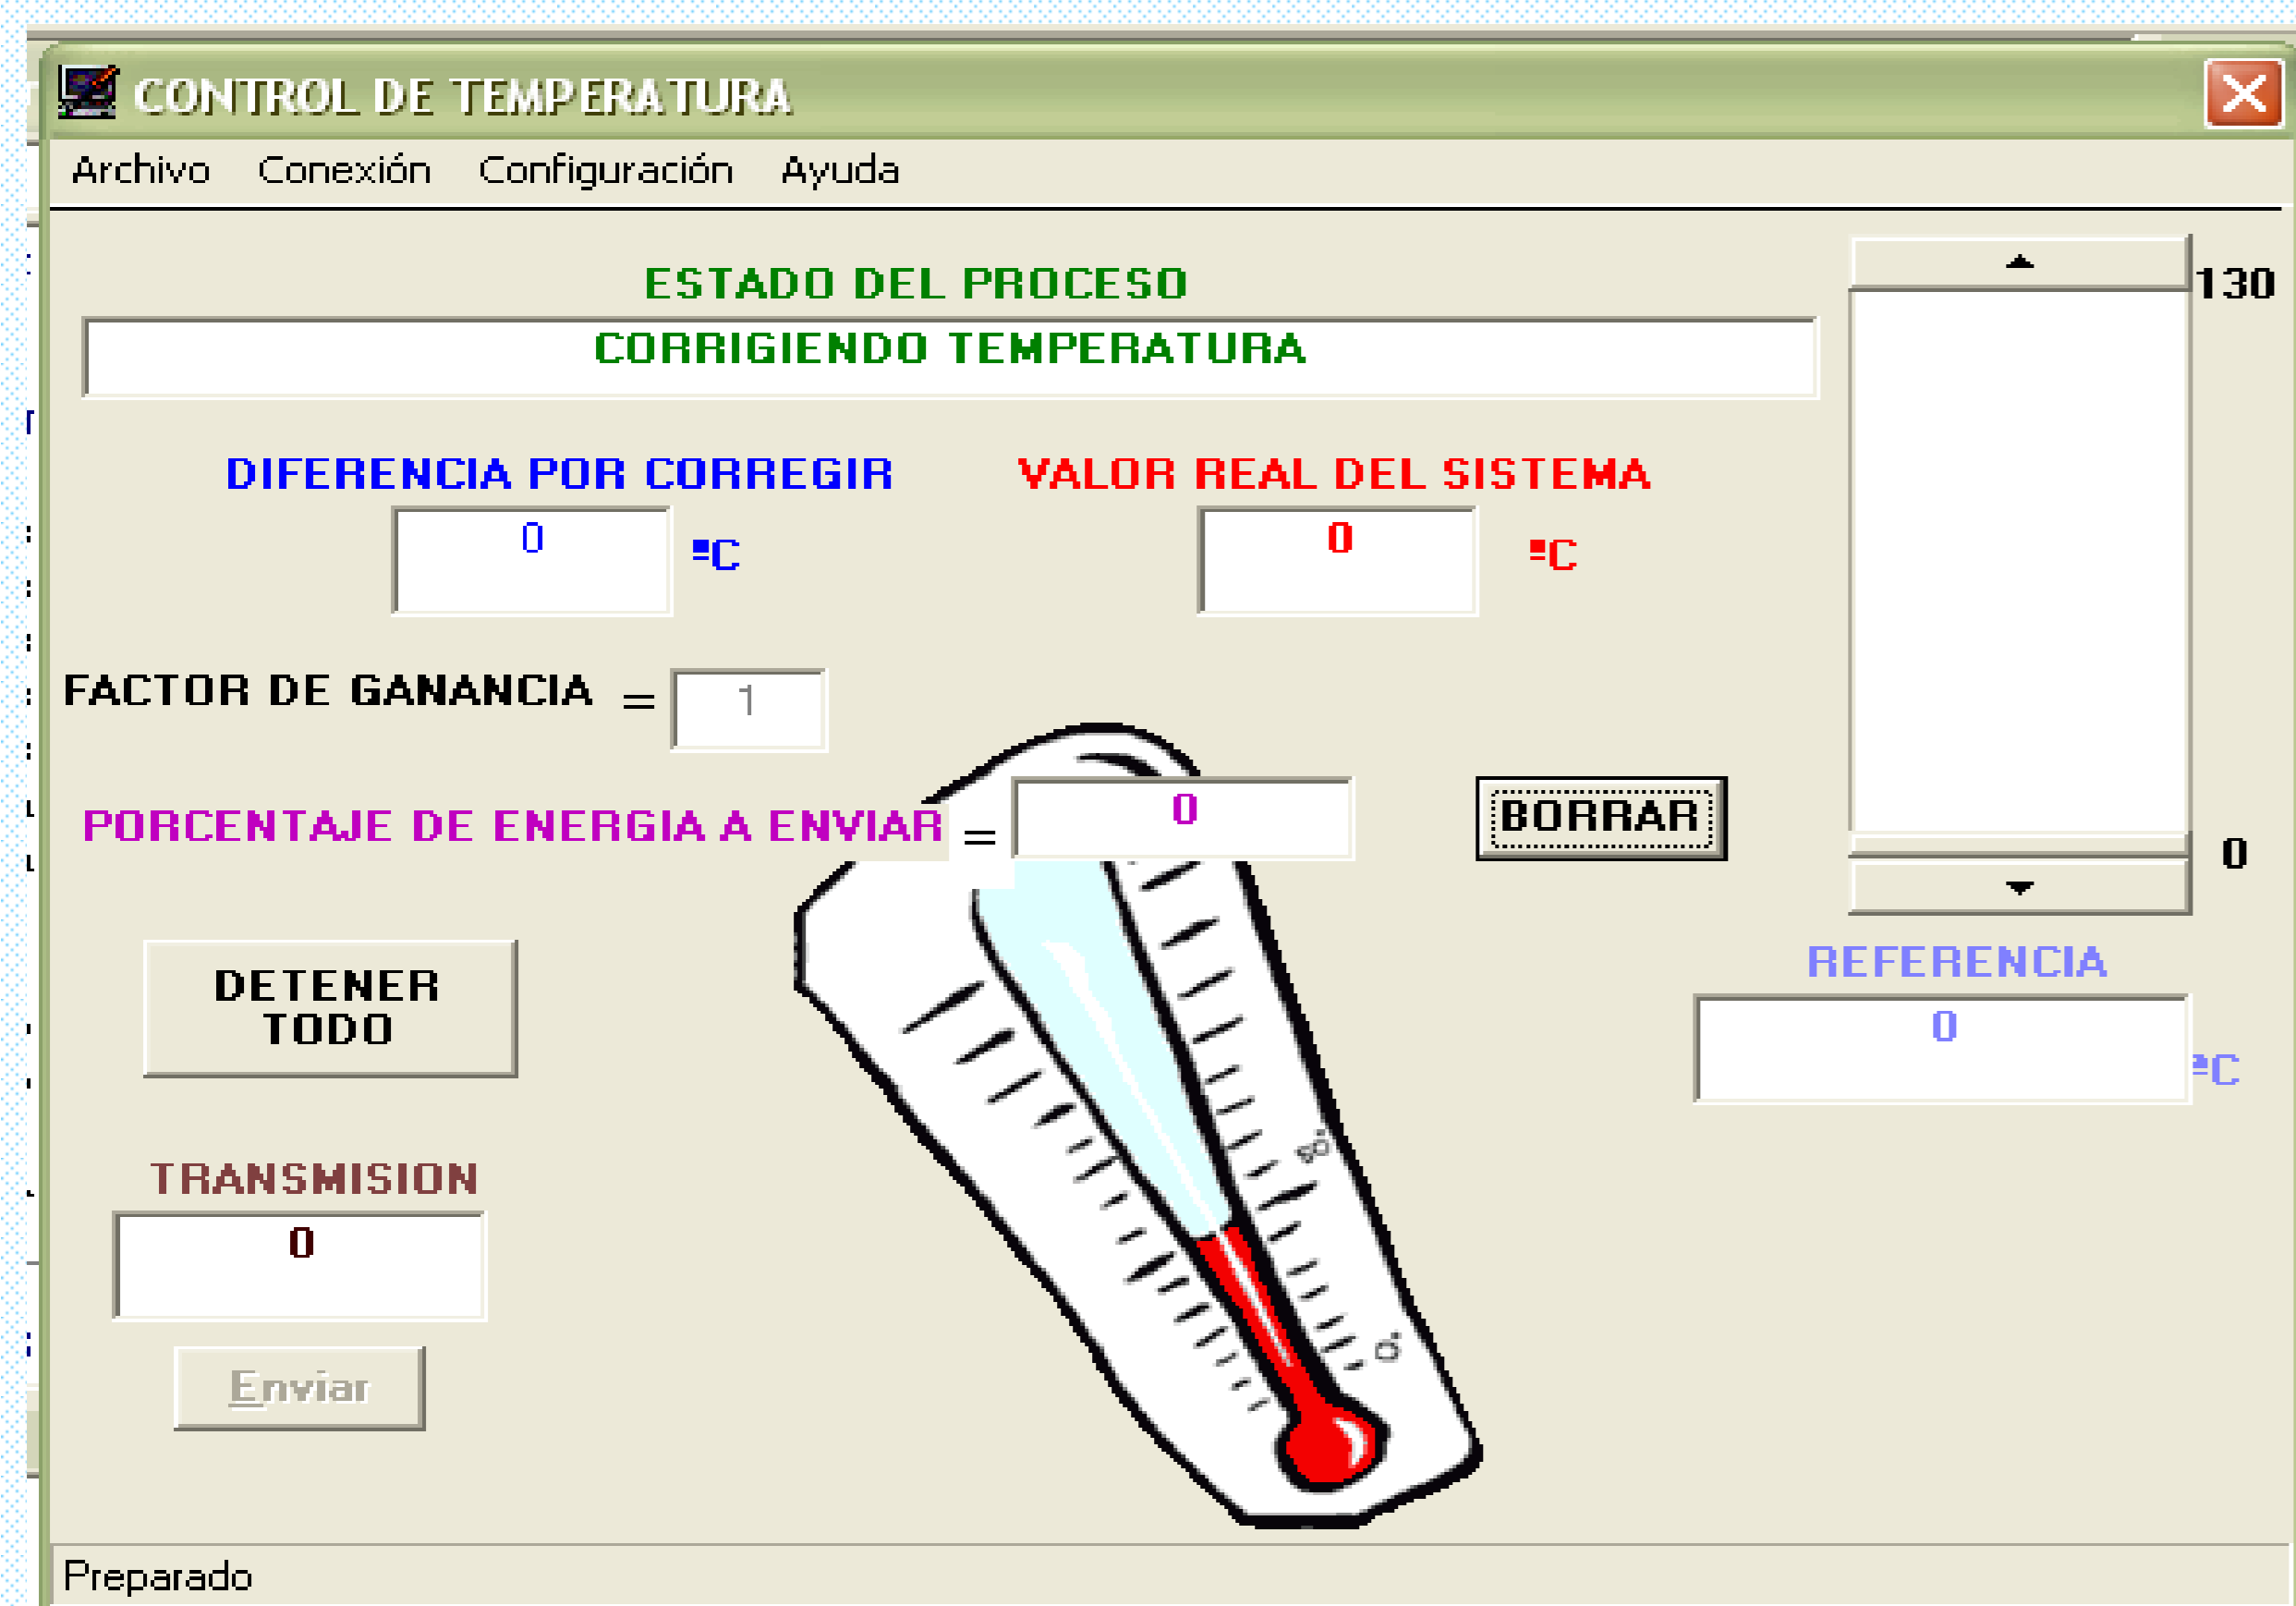 CONTROL DE TEMPERATURA
Archivo Conexión Configuración Ayuda
ESTADO DEL PROCESO
CORRIGIENDO TEMPERATURA
130
DIFERENCIA POR CORREGIR VALOR REAL DEL SISTEMA
0 ºC 0 ºC
FACTOR DE GANANCIA = 1
PORCENTAJE DE ENERGIA A ENVIAR = 0 BORRAR
0
DETENER
TODO
REFERENCIA
0 ºC
TRANSMISION
0
Enviar
Preparado